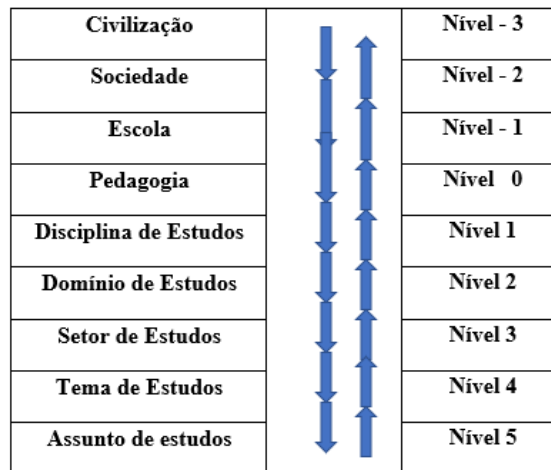 Civilização Nível - 3
Sociedade Nível - 2
Escola Nível - 1
Pedagogia Nível 0
Disciplina de Estudos Nível 1
Domínio de Estudos Nível 2
Setor de Estudos Nível 3
Tema de Estudos Nível 4
Assunto de estudos Nível 5